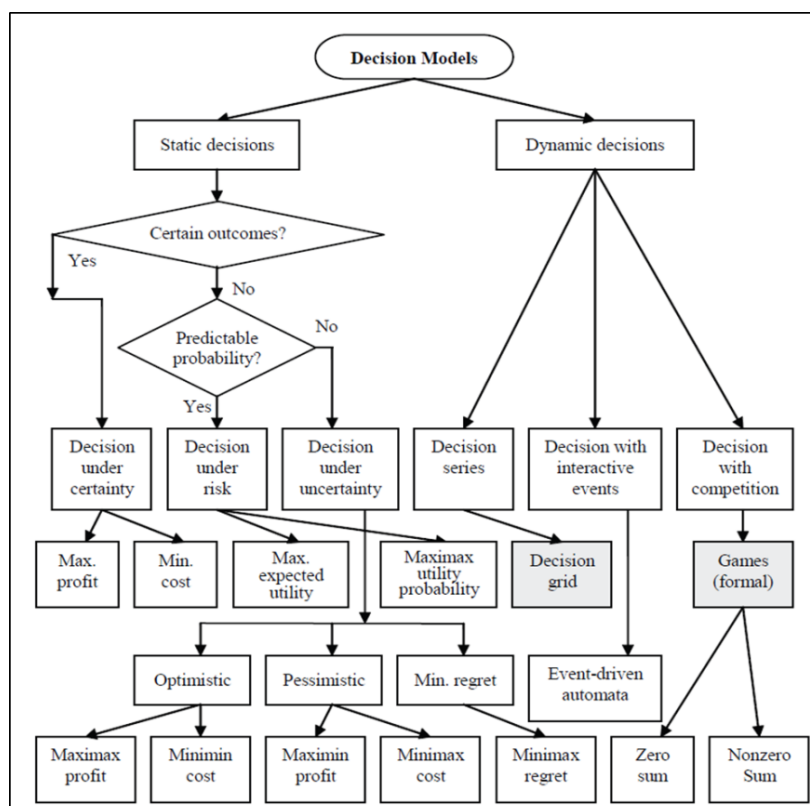 Decision Models
Static decisions
Dynamic decisions
Certain outcomes?
Yes
No
Predictable
probability?
No
Yes
Decision
under
certainty
Decision
under
risk
Decision
under
uncertainty
Decision
series
Decision with
interactive
events
Decision
with
competition
Max.
profit
Min.
cost
Max.
expected
utility
Maximax
utility
probability
Decision
grid
Games
(formal)
Optimistic
Pessimistic
Min. regret
Event-driven
automata
Maximax
profit
Minimin
cost
Maximin
profit
Minimax
cost
Minimax
regret
Zero
sum
Nonzero
Sum